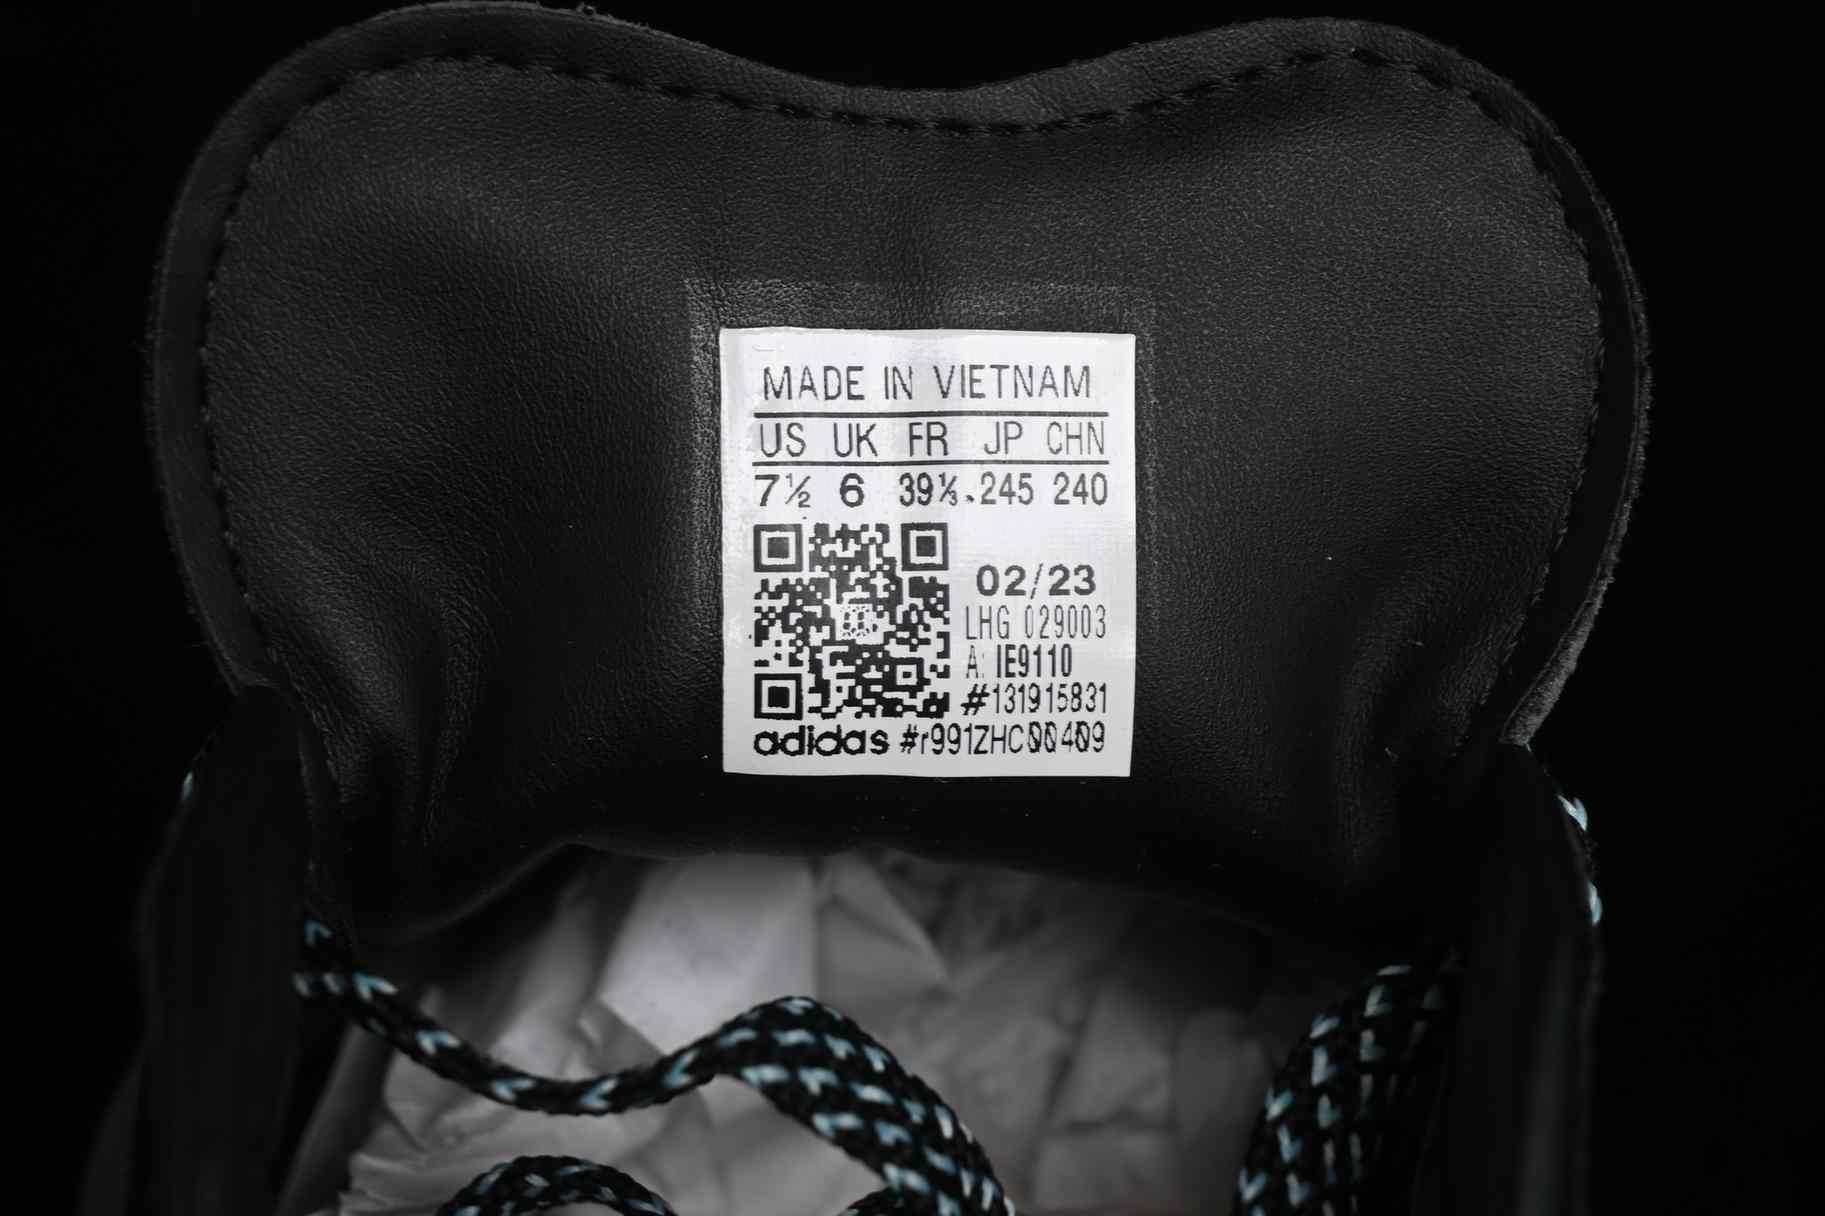 MADE IN VIETNAM
US UK FR JP CHN
7½ 6 39⅓ 245 240
02/23
LHG 029003
A: IE9110
#131915831
adidas #r991ZHC00409